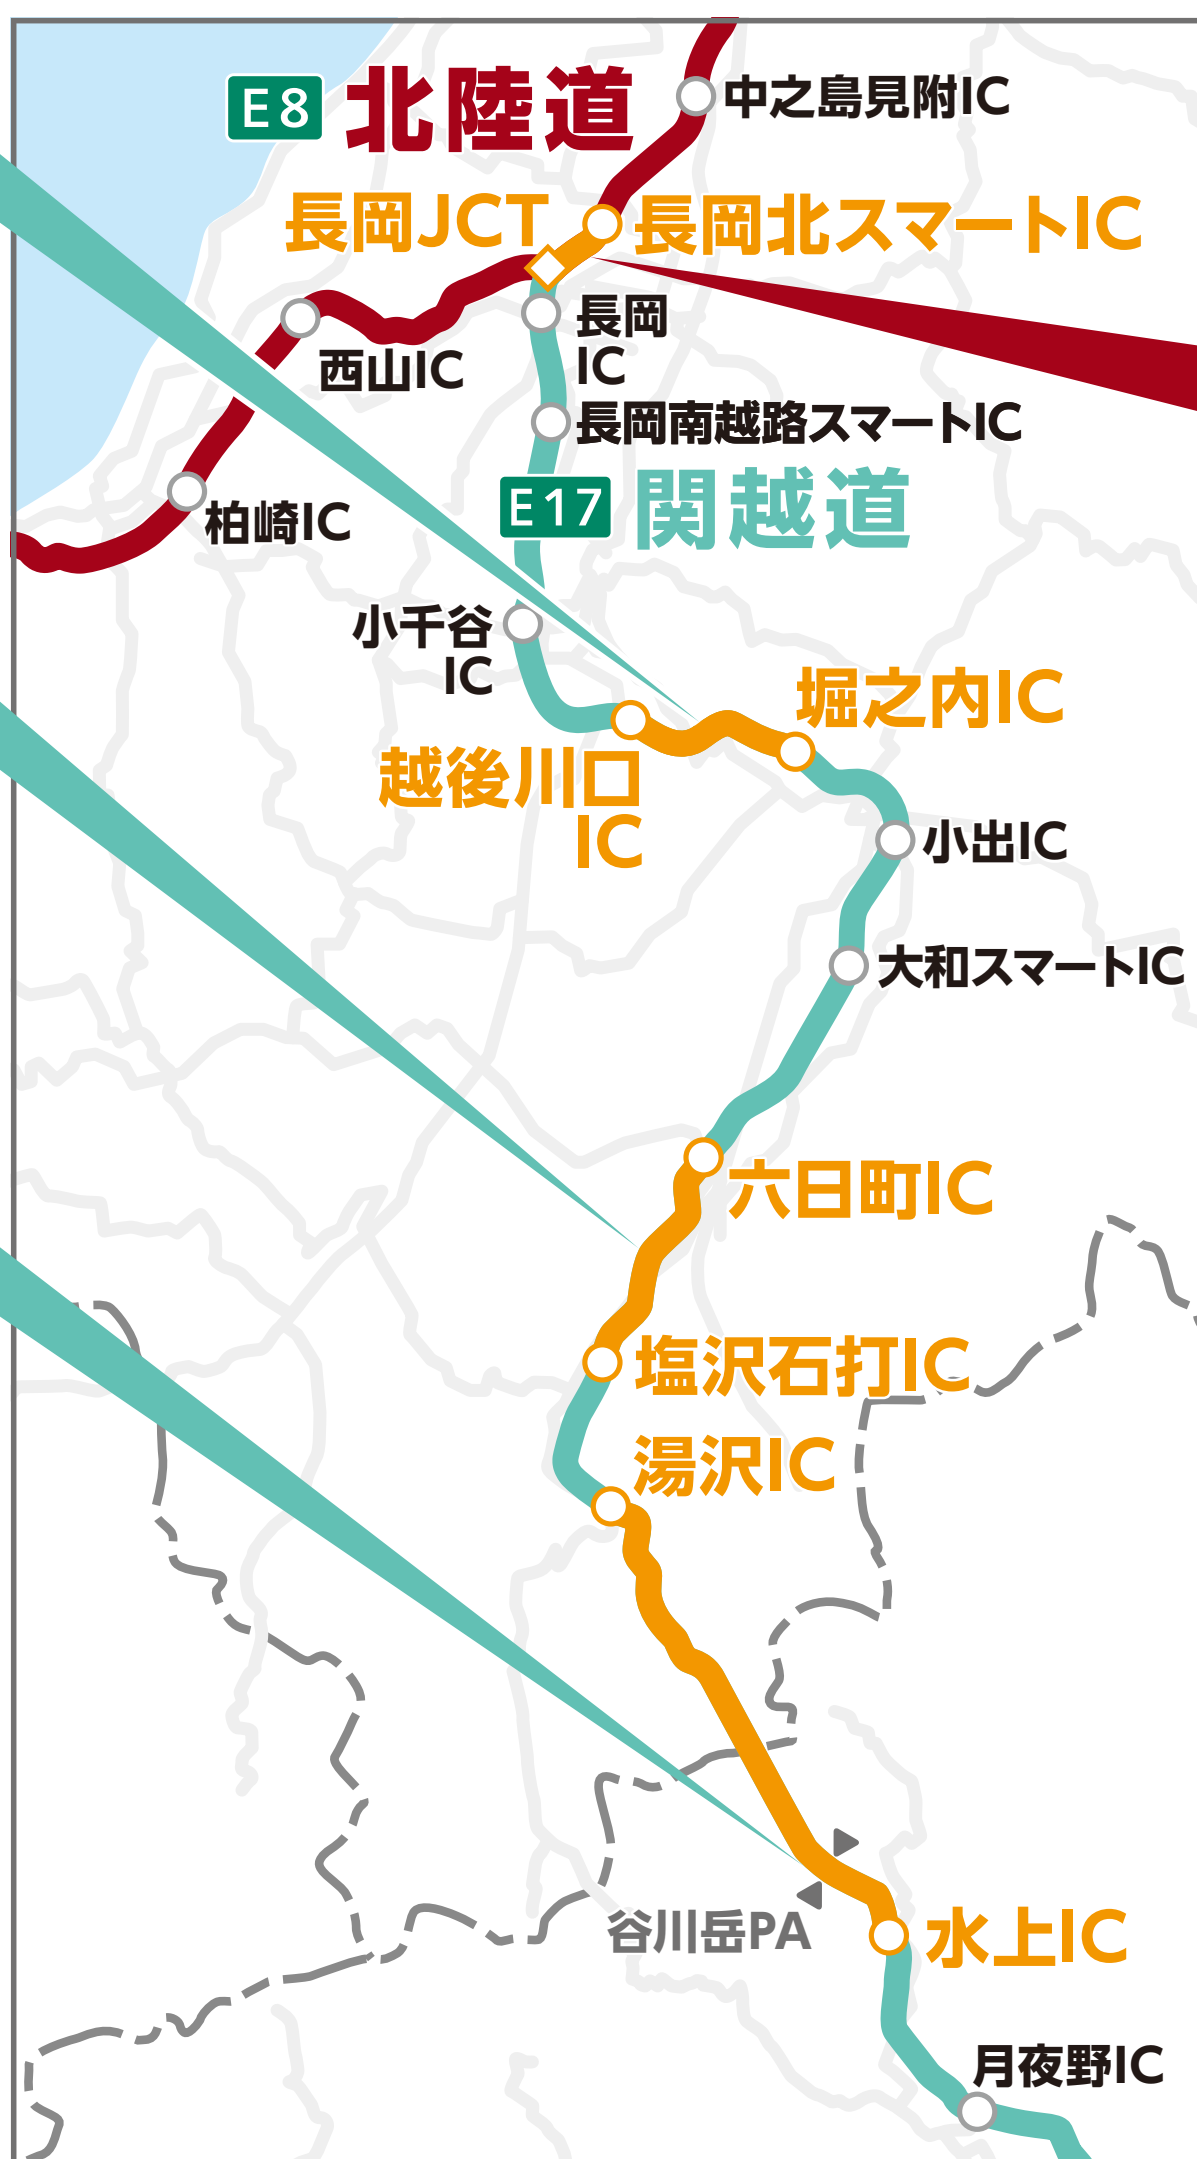 E8 北陸道
中之島見附IC
長岡JCT
長岡北スマートIC
長岡
IC
西山IC
長岡南越路スマートIC
柏崎IC
E17 関越道
小千谷
IC
堀之内IC
越後川口
IC
小出IC
大和スマートIC
六日町IC
塩沢石打IC
湯沢IC
谷川岳PA
水上IC
月夜野IC